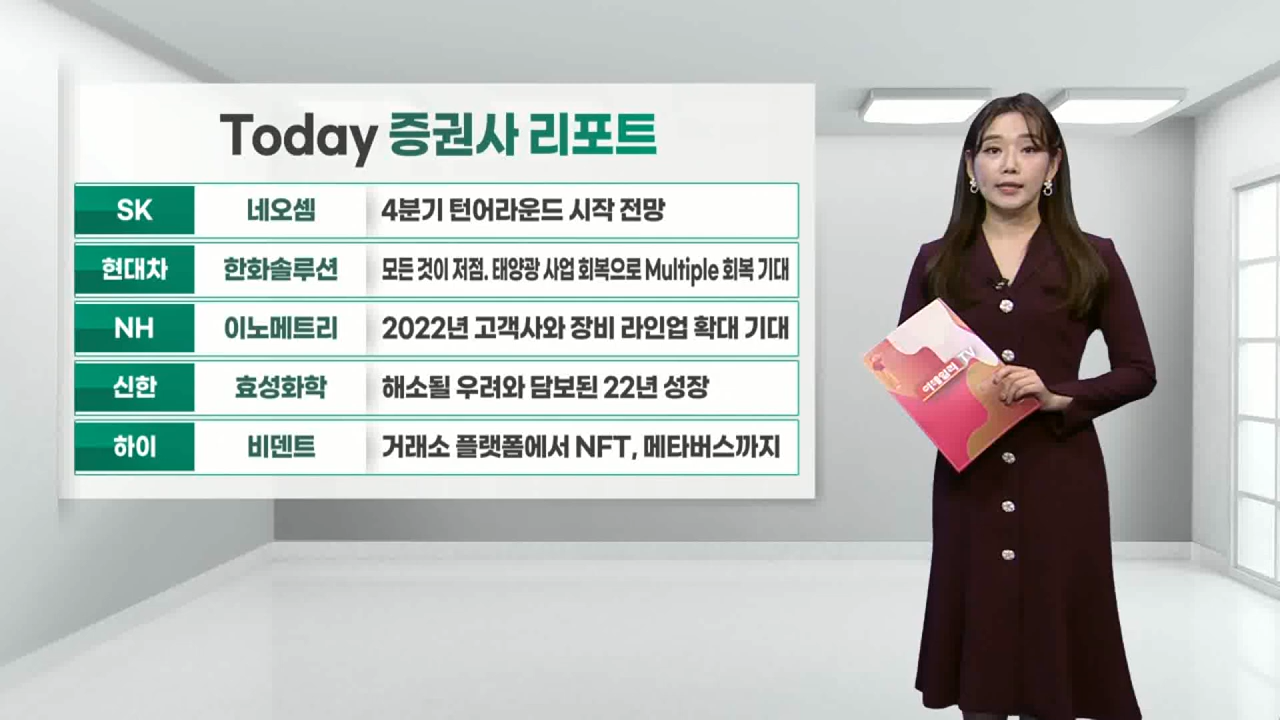 Today 증권사 리포트
SK 네오셈 4분기 턴어라운드 시작 전망
현대차 한화솔루션 모든 것이 저점. 태양광 사업 회복으로 Multiple 회복 기대
NH 이노메트리 2022년 고객사와 장비 라인업 확대 기대
신한 효성화학 해소될 우려와 담보된 22년 성장
하이 비덴트 거래소 플랫폼에서 NFT, 메타버스까지
이데일리 TV